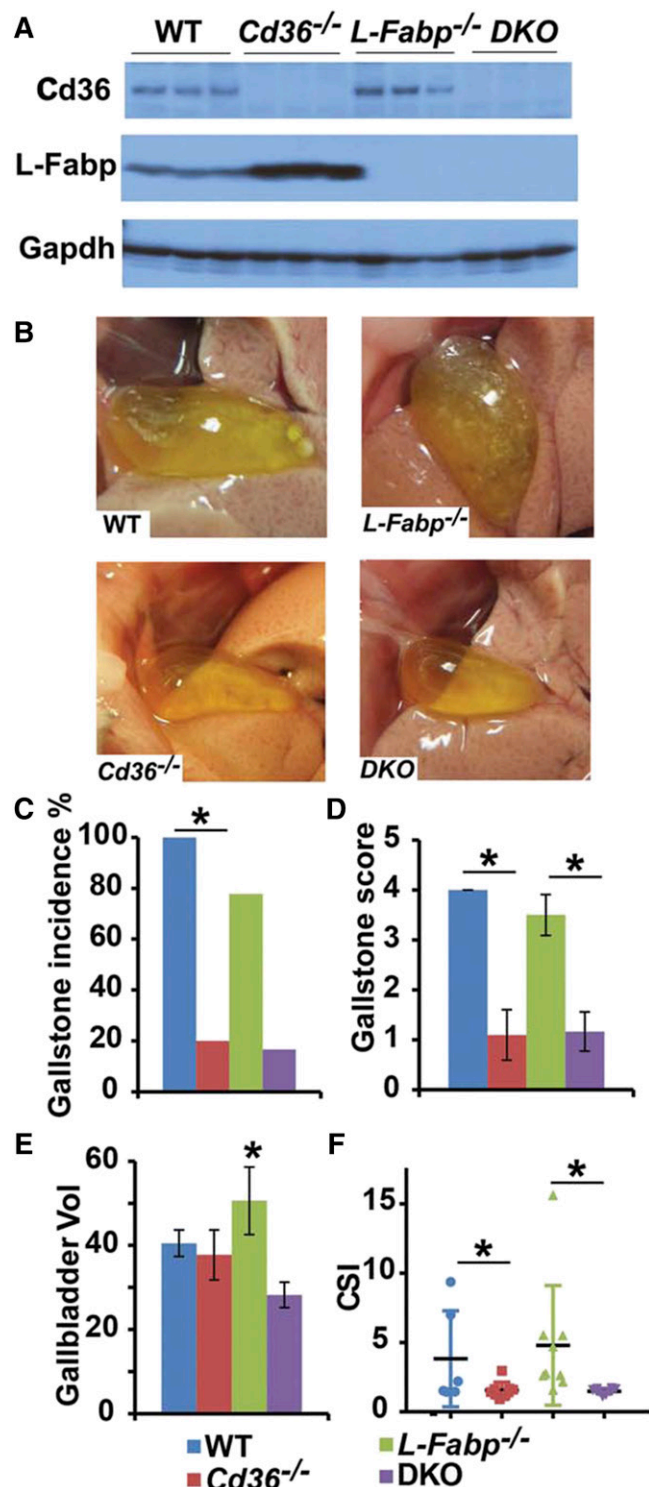 A
WT Cd36-/- L-Fabp-/- DKO
Cd36
L-Fabp
Gapdh
B
WT
L-Fabp-/-
Cd36-/-
DKO
C
Gallstone incidence %
100
80
60
40
20
0
*
D
Gallstone score
5
4
3
2
1
0
* *
E
Gallbladder Vol
60
40
20
0
*
F
CSI
15
10
5
0
* *
WT
Cd36-/-
L-Fabp-/-
DKO